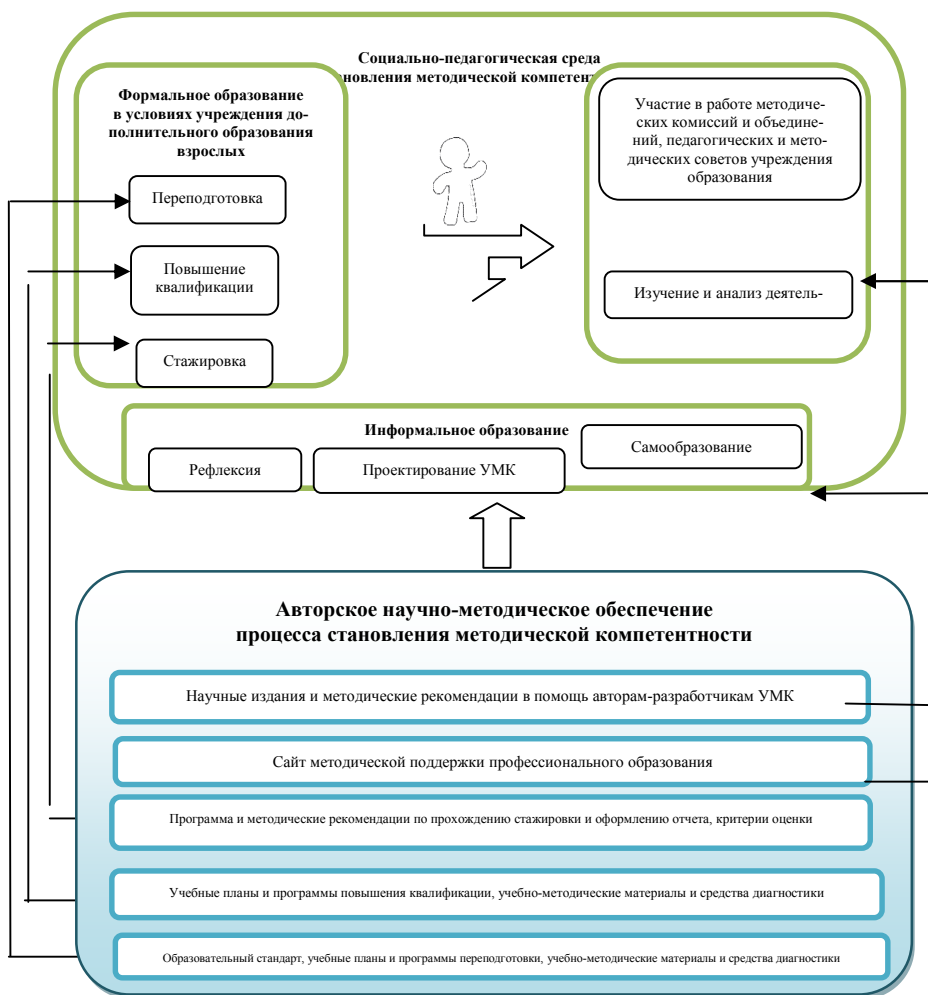 Социально-педагогическая среда
ановления методической компетент
Формальное образование
в условиях учреждения до-
полнительного образования
взрослых
Переподготовка
Повышение
квалификации
Стажировка
Участие в работе методиче-
ских комиссий и объедине-
ний, педагогических и мето-
дических советов учреждения
образования
Изучение и анализ деятель-
Информальное образование
Рефлексия
Проектирование УМК
Самообразование
Авторское научно-методическое обеспечение
процесса становления методической компетентности
Научные издания и методические рекомендации в помощь авторам-разработчикам УМК
Сайт методической поддержки профессионального образования
Программа и методические рекомендации по прохождению стажировки и оформлению отчета, критерии оценки
Учебные планы и программы повышения квалификации, учебно-методические материалы и средства диагностики
Образовательный стандарт, учебные планы и программы переподготовки, учебно-методические материалы и средства диагностики